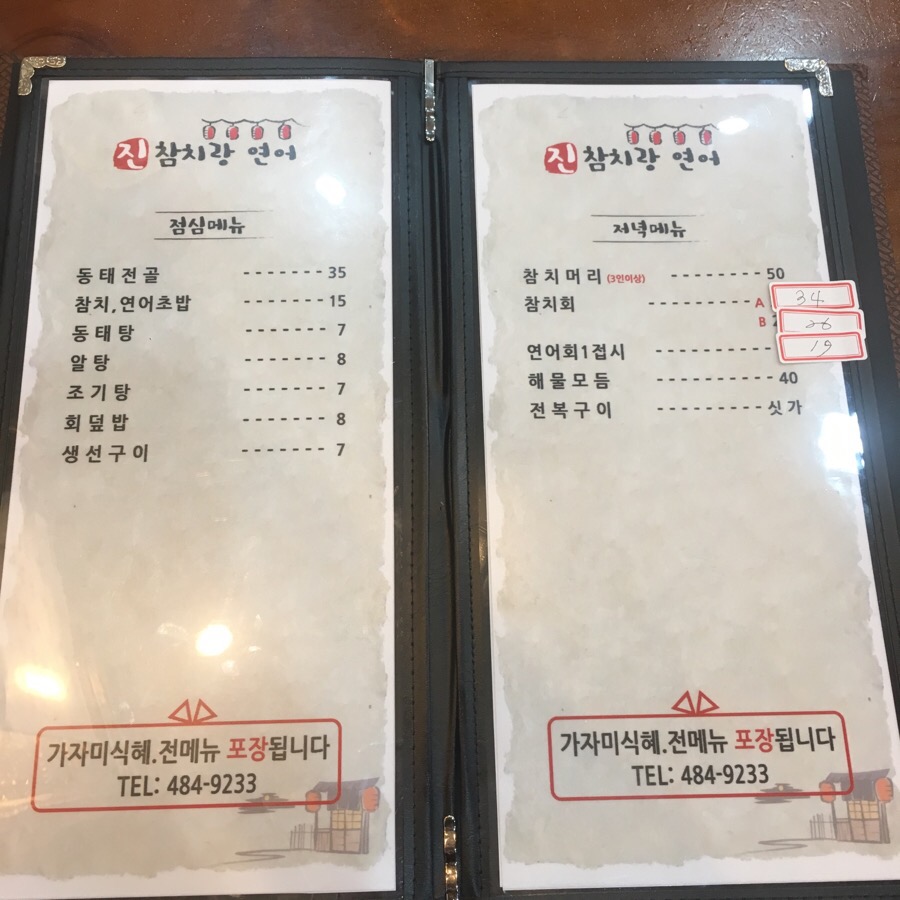 진 참치랑 연어
점심메뉴
동태전골 - - - - - - - 35
참치,연어초밥 - - - - - - - 15
동태탕 - - - - - - - 7
알탕 - - - - - - - 8
조기탕 - - - - - - - 7
회덮밥 - - - - - - - 8
생선구이 - - - - - - - 7
가자미식혜.전메뉴 포장됩니다
TEL: 484-9233
진 참치랑 연어
저녁메뉴
참치머리 (3인이상) - - - - - - - - 50
참치회 - - - - - - - - - A 34
B 26
연어회1접시 - - - - - - - - - 19
해물모듬 - - - - - - - - - 40
전복구이 - - - - - - - - - 싯가
가자미식혜.전메뉴 포장됩니다
TEL: 484-9233